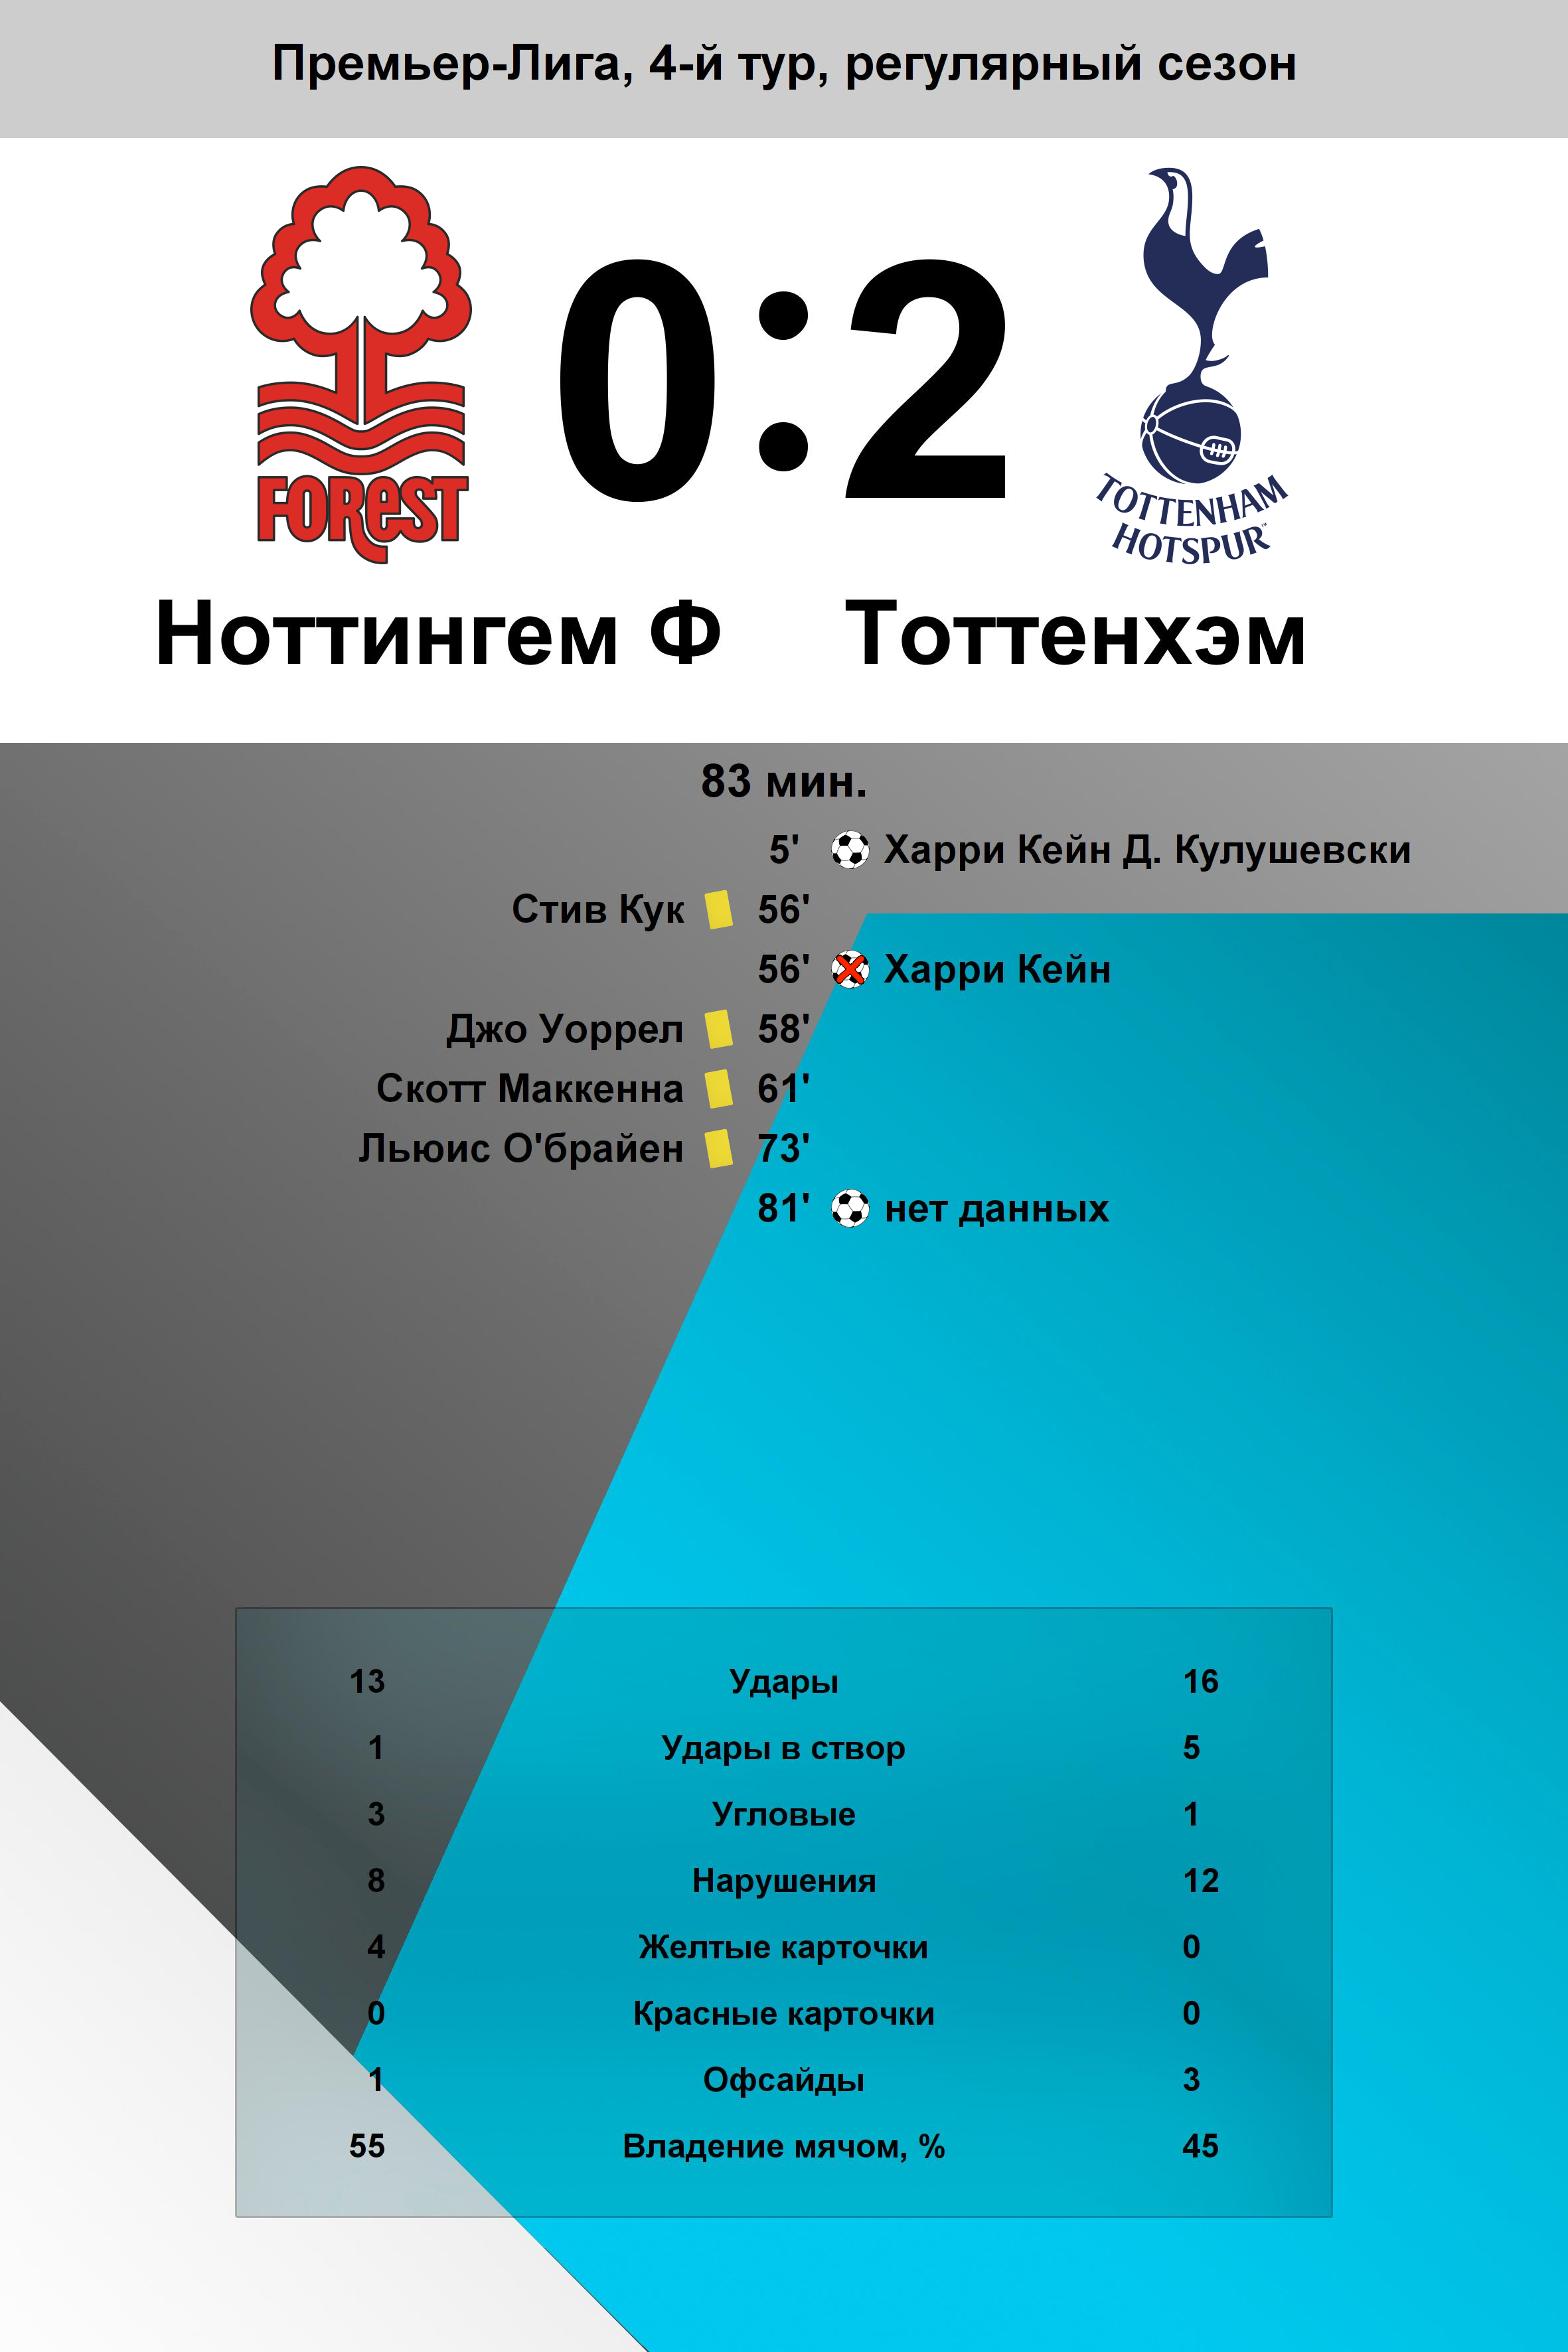 Премьер-Лига, 4-й тур, регулярный сезон
0:2
FOREST
TOTTENHAM
HOTSPUR™
Ноттингем Ф Тоттенхэм
83 мин.
5' Харри Кейн Д. Кулушевски
Стив Кук 56'
56' Харри Кейн
Джо Уоррел 58'
Скотт Маккенна 61'
Льюис О'брайен 73'
81' нет данных
13 Удары 16
1 Удары в створ 5
3 Угловые 1
8 Нарушения 12
4 Желтые карточки 0
0 Красные карточки 0
1 Офсайды 3
55 Владение мячом, % 45